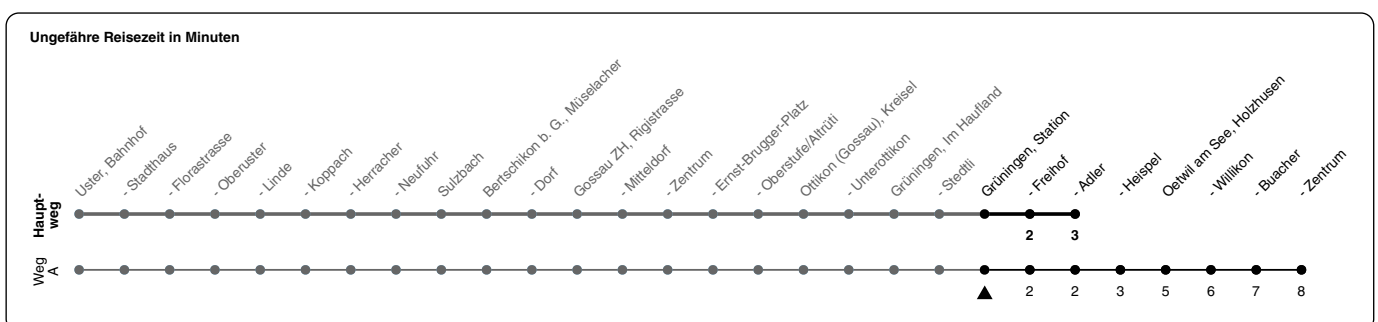 Ungefähre Reisezeit in Minuten
Uster, Bahnhof
- Stadthaus
- Florastrasse
- Oberuster
- Linde
- Koppach
- Herracher
- Neufuhr
Sulzbach
Bertschikon b. G., Müselacher
- Dorf
Gossau ZH, Rigistrasse
- Mitteldorf
- Zentrum
- Ernst-Brugger-Platz
- Oberstufe/Altrüti
Ottikon (Gossau), Kreisel
- Unterottikon
Grüningen, Im Haufland
- Stedtli
Grüningen, Station
- Freihof
- Adler
- Heispel
Oetwil am See, Holzhusen
- Willikon
- Buacher
- Zentrum
Haupt-
weg
2 3
Weg
A
2 2 3 5 6 7 8